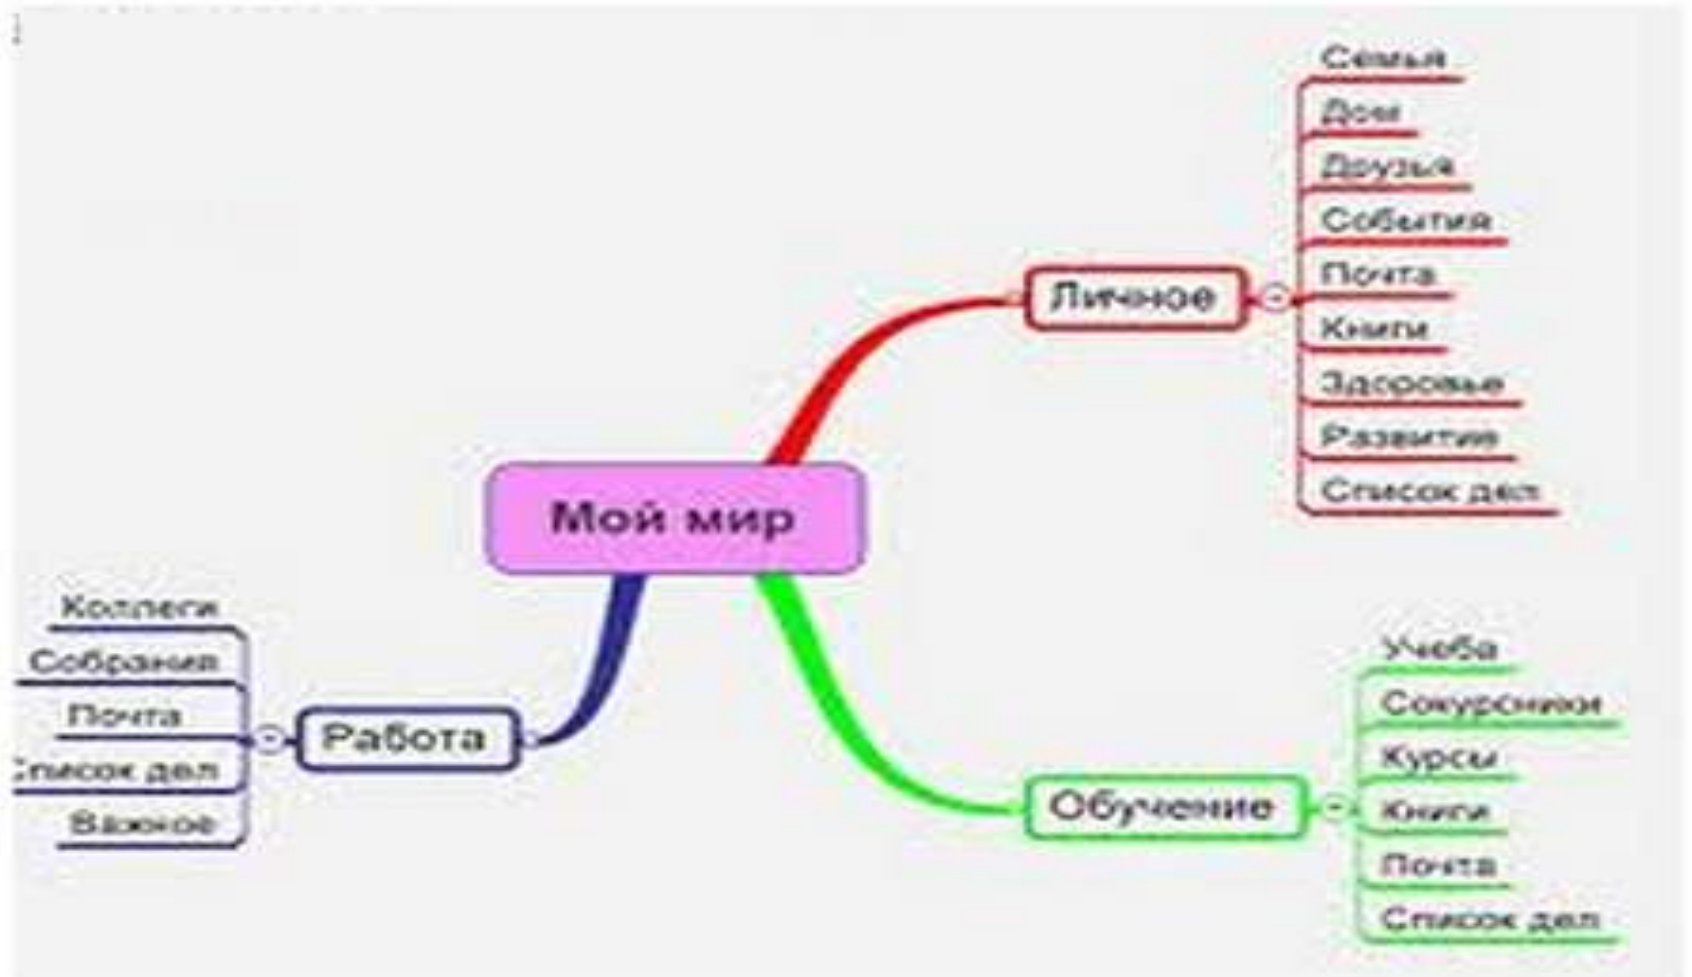 Семья
Дом
Друзья
События
Почта
Книги
Здоровье
Развитие
Список дел
Личное
Мой мир
Коллеги
Собрания
Почта
Список дел
Важное
Работа
Обучение
Учеба
Сокурсники
Курсы
Книги
Почта
Список дел